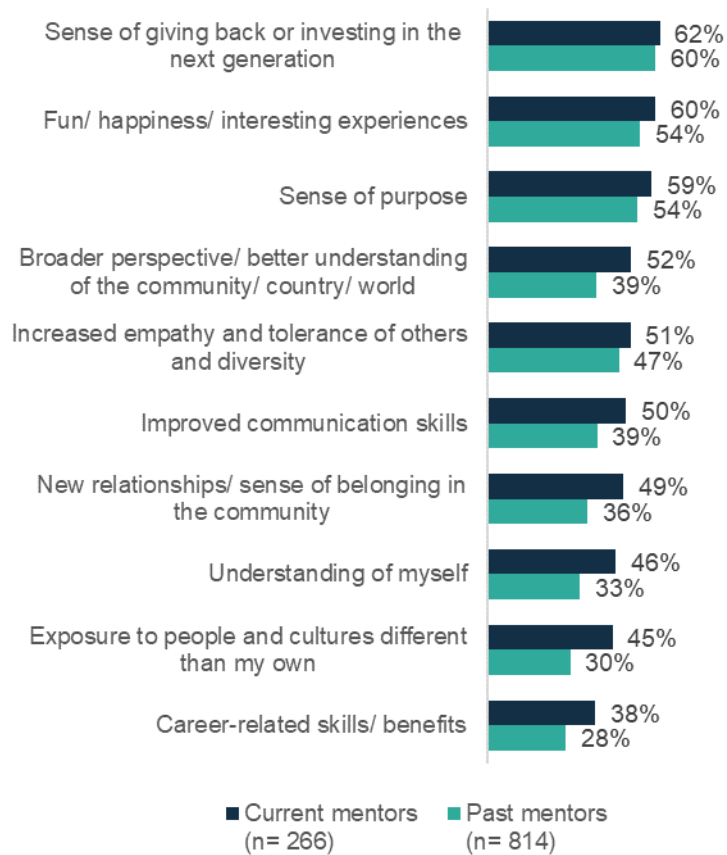 Sense of giving back or investing in the
next generation
62%
60%
Fun/ happiness/ interesting experiences
60%
54%
Sense of purpose
59%
54%
Broader perspective/ better understanding
of the community/ country/ world
52%
39%
Increased empathy and tolerance of others
and diversity
51%
47%
Improved communication skills
50%
39%
New relationships/ sense of belonging in
the community
49%
36%
Understanding of myself
46%
33%
Exposure to people and cultures different
than my own
45%
30%
Career-related skills/ benefits
38%
28%
Current mentors
(n= 266)
Past mentors
(n= 814)